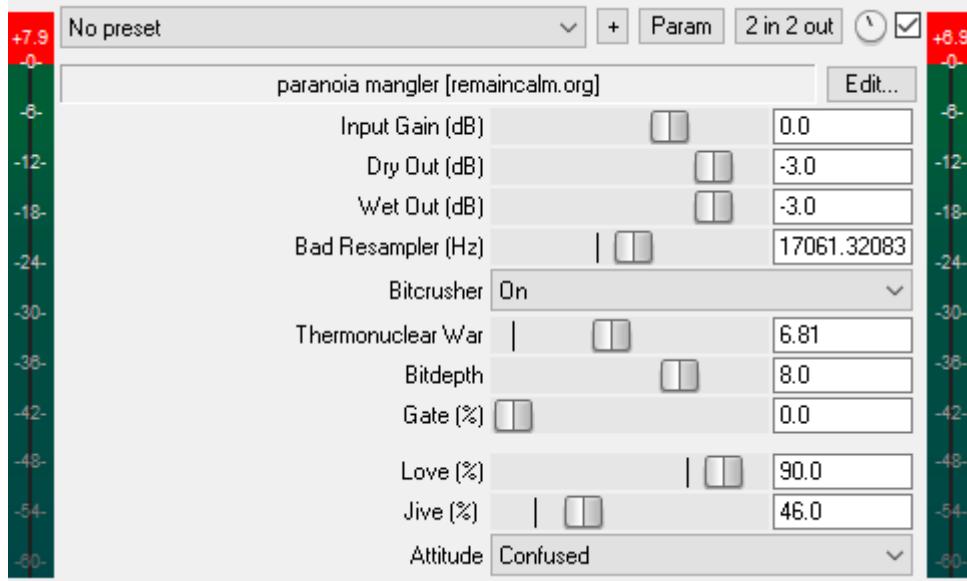 No preset + Param 2 in 2 out
+7.9 +6.9
-0- -0-
paranoia mangler [remaincalm.org] Edit...
-6- Input Gain (dB) 0.0 -6-
-12- Dry Out (dB) -3.0 -12-
-18- Wet Out (dB) -3.0 -18-
Bad Resampler (Hz) 17061.32083
-24- -24-
Bitcrusher On
-30- -30-
Thermonuclear War 6.81
-36- Bitdepth 8.0 -36-
-42- Gate (%) 0.0 -42-
-48- Love (%) 90.0 -48-
-54- Jive (%) 46.0 -54-
-60- Attitude Confused -60-